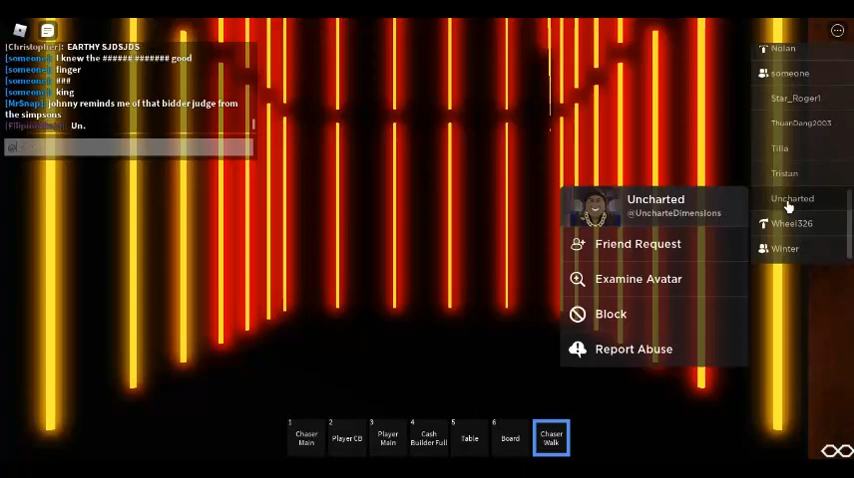 [Christopher]: EARTHY SJDSJDS
[someone]: I knew the ###### ####### good
[someone]: finger
[someone]: ###
[someone]: king
[MrSnap]: johnny reminds me of that bidder judge from
the simpsons
Un.
@
Nolan
someone
Star_Roger1
ThuanDang2003
Tilla
Tristan
Uncharted
Wheel326
Winter
Uncharted
@UncharteDimensions
Friend Request
Examine Avatar
Block
Report Abuse
1 Chaser Main
2 Player CB
3 Player Main
4 Cash Builder Full
5 Table
6 Board
Chaser Walk